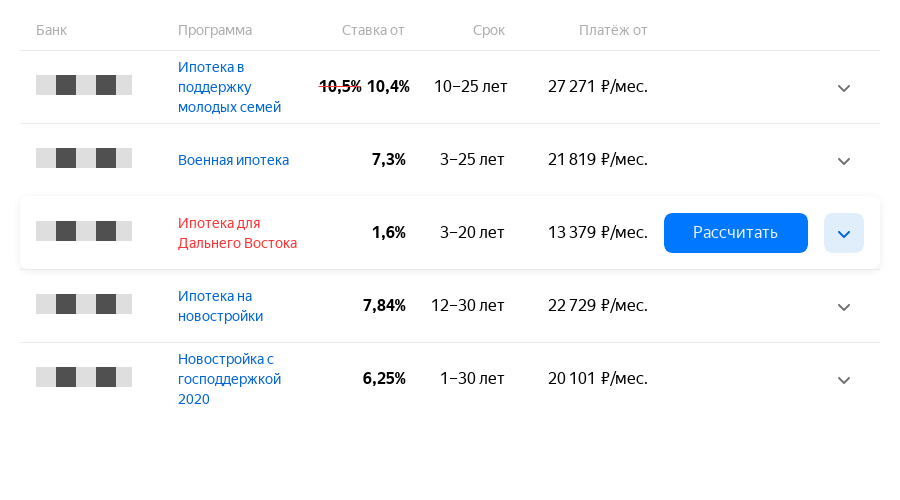 Банк Программа Ставка от Срок Платёж от
Ипотека в
поддержку
молодых семей
10,5% 10,4% 10–25 лет 27 271 ₽/мес.
Военная ипотека 7,3% 3–25 лет 21 819 ₽/мес.
Ипотека для
Дальнего Востока
1,6% 3–20 лет 13 379 ₽/мес. Рассчитать
Ипотека на
новостройки
7,84% 12–30 лет 22 729 ₽/мес.
Новостройка с
господдержкой
2020
6,25% 1–30 лет 20 101 ₽/мес.